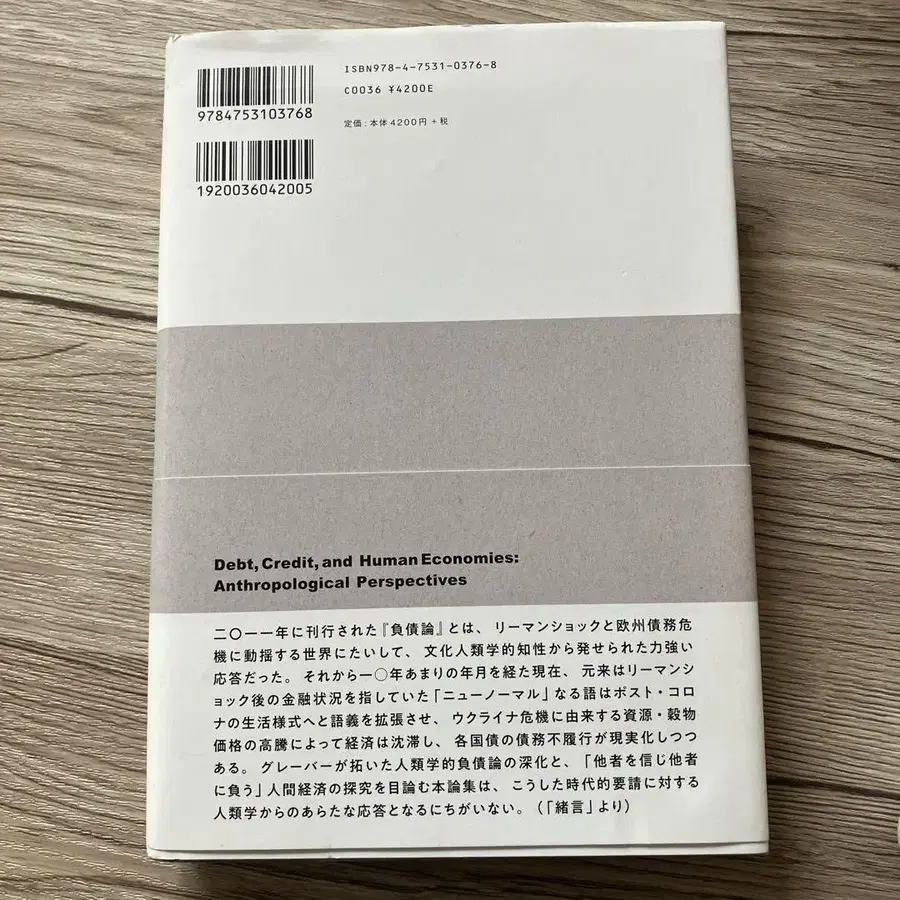 ISBN978-4-7531-0376-8
C0036 ¥4200E
定価：本体4200円 + 税
9784753103768
1920036042005
Debt, Credit, and Human Economies:
Anthropological Perspectives
二〇一一年に刊行された『負債論』とは、リーマンショックと欧州債務危
機に動揺する世界にたいして、文化人類学的知性から発せられた力強い
応答だった。それから一〇年あまりの年月を経た現在、元来はリーマンシ
ョック後の金融状況を指していた「ニューノーマル」なる語はポスト・コロ
ナの生活様式へと語義を拡張させ、ウクライナ危機に由来する資源・穀物
価格の高騰によって経済は沈滞し、各国債の債務不履行が現実化しつつ
ある。グレーバーが拓いた人類学的負債論の深化と、「他者を信じ他者
に負う」人間経済の探究を目論む本論集は、こうした時代的要請に対する
人類学からのあらたな応答となるにちがいない。（「緒言」より）